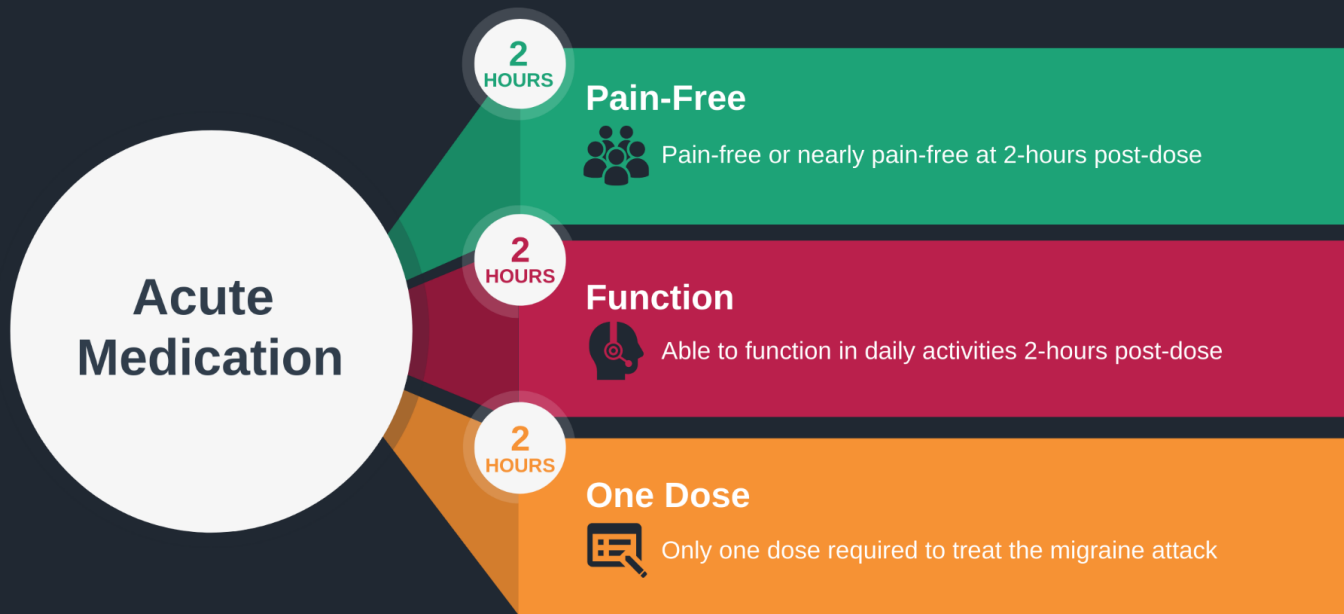 Acute
Medication
2
HOURS
Pain-Free
Pain-free or nearly pain-free at 2-hours post-dose
2
HOURS
Function
Able to function in daily activities 2-hours post-dose
2
HOURS
One Dose
Only one dose required to treat the migraine attack